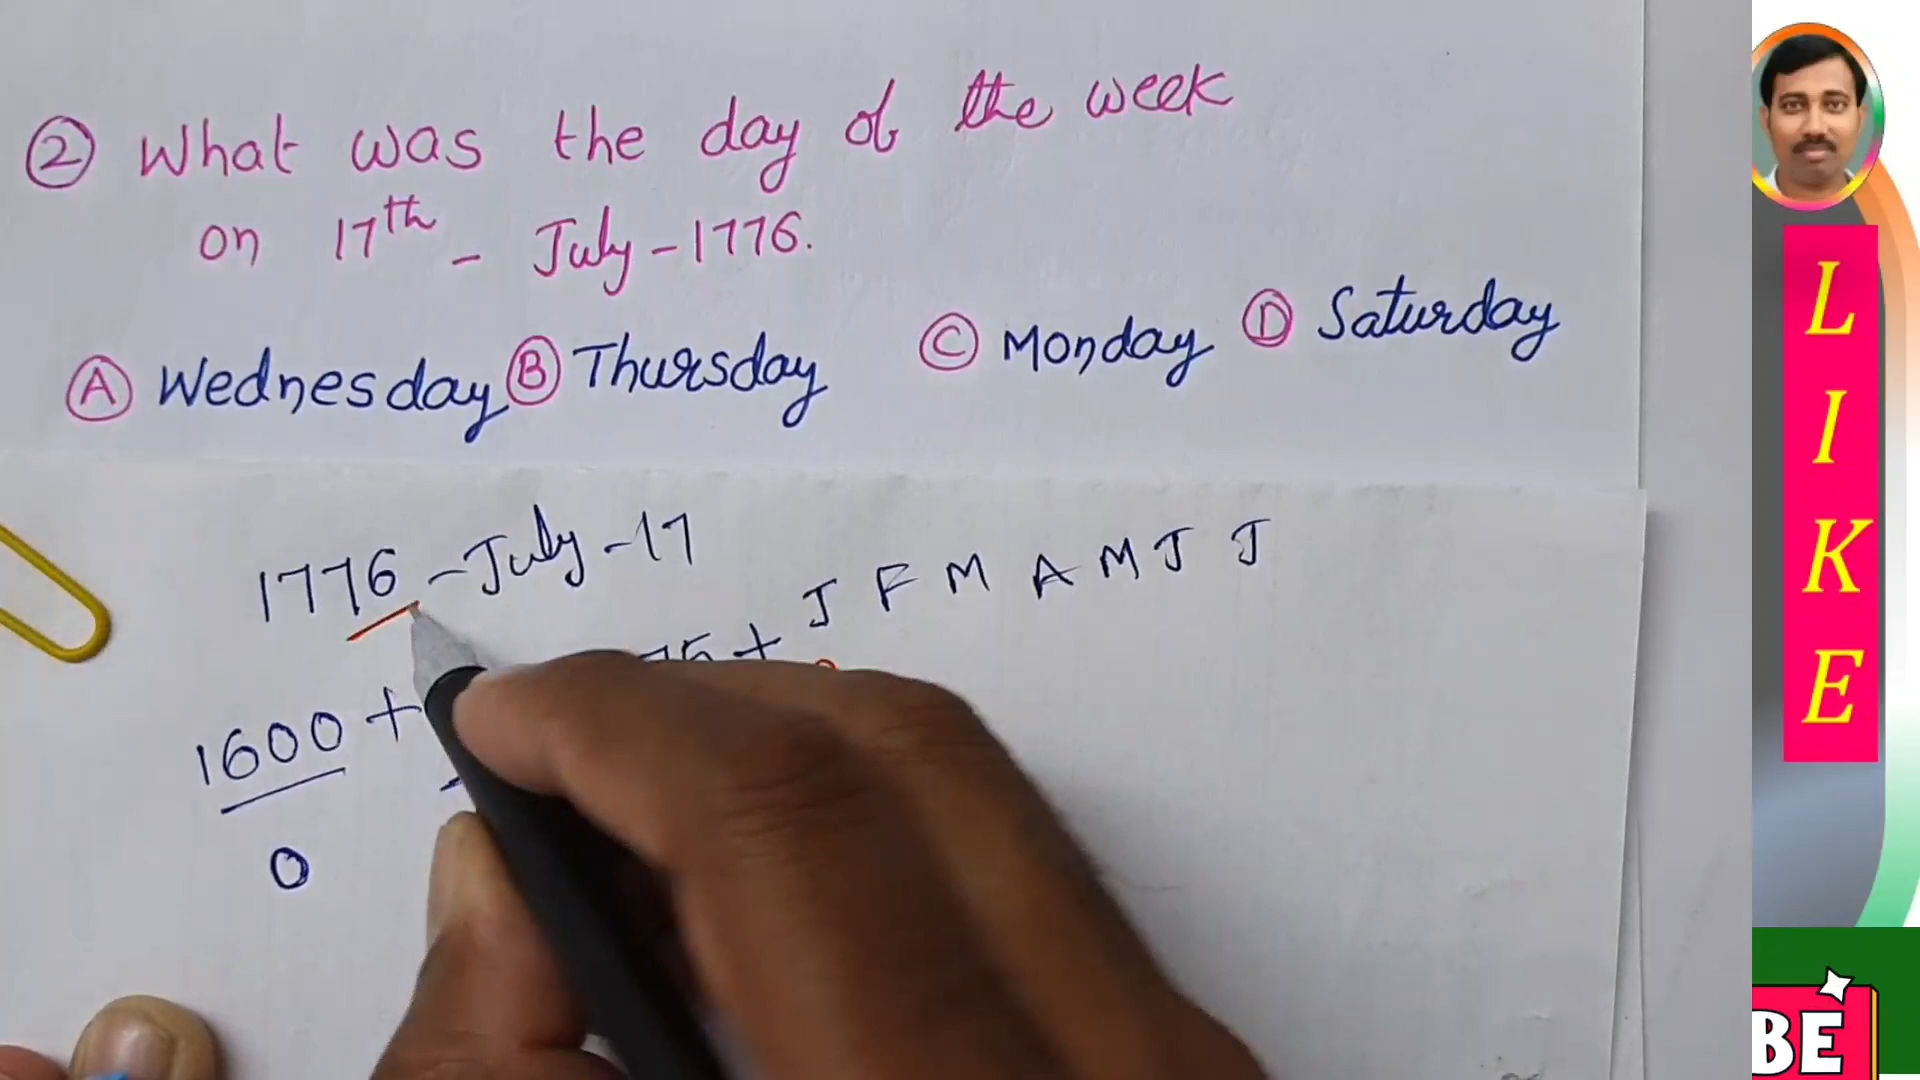 ② What was the day of the week
on 17th - July - 1776.
Ⓐ Wednesday Ⓑ Thursday Ⓒ Monday Ⓓ Saturday
1776 - July - 17
J F M A M J J
1600 + 75 +
0
L
I
K
E
BE